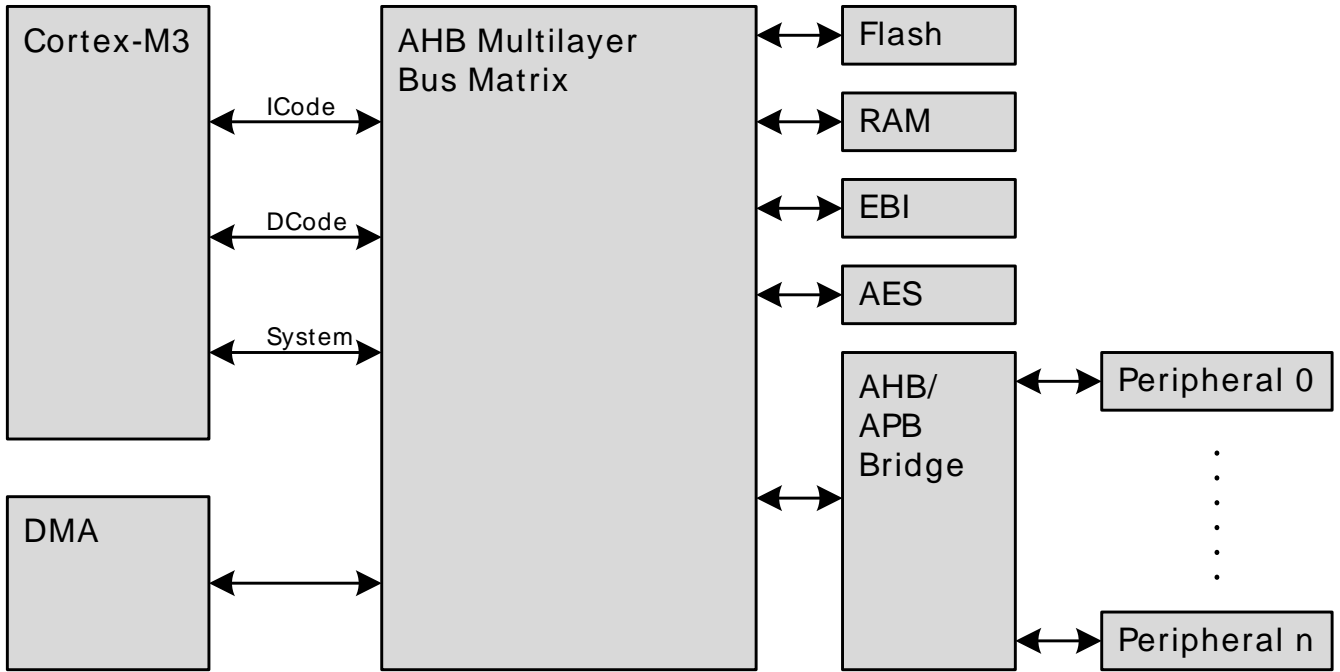 Cortex-M3
AHB Multilayer
Bus Matrix
Flash
ICode
RAM
DCode
EBI
AES
System
AHB/
APB
Bridge
Peripheral 0
DMA
Peripheral n